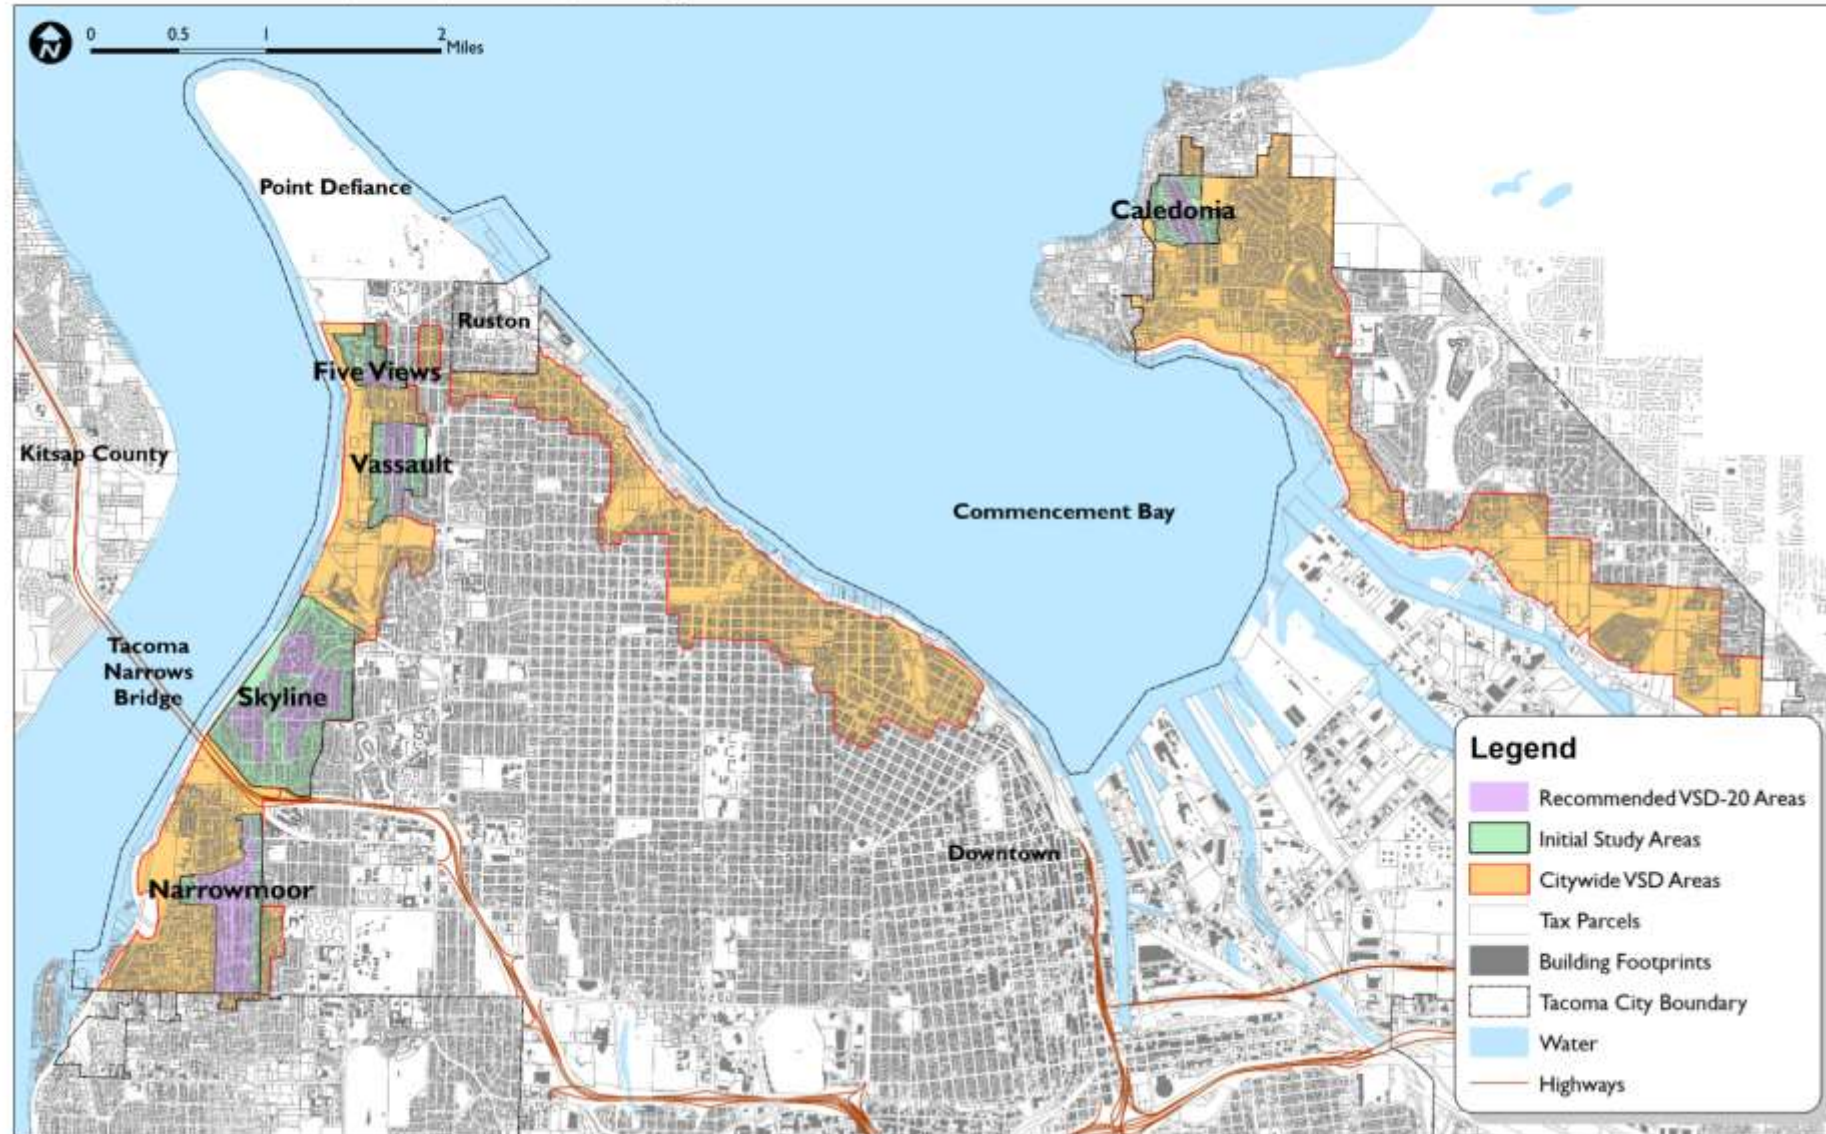 N
0 0.5 1 2 Miles
Point Defiance
Caledonia
Ruston
Five Views
Kitsap County
Vassault
Commencement Bay
Tacoma
Narrows
Bridge
Skyline
Downtown
Narrowmoor
Legend
Recommended VSD-20 Areas
Initial Study Areas
Citywide VSD Areas
Tax Parcels
Building Footprints
Tacoma City Boundary
Water
Highways